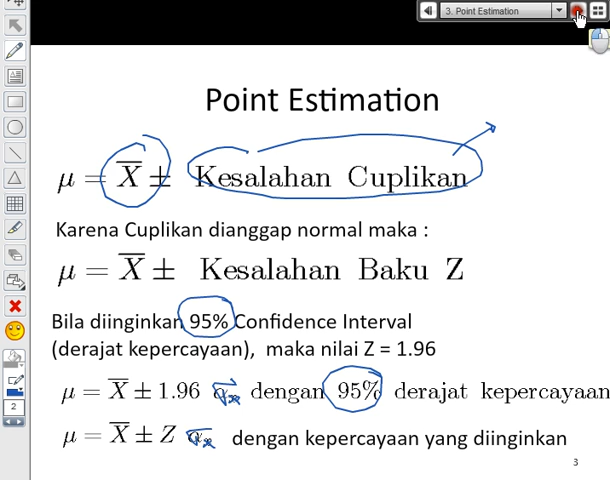 3. Point Estimation
Point Estimation
μ = X̅ ± Kesalahan Cuplikan
Karena Cuplikan dianggap normal maka :
μ = X̅ ± Kesalahan Baku Z
Bila diinginkan 95% Confidence Interval
(derajat kepercayaan), maka nilai Z = 1.96
μ = X̅ ± 1.96 σx dengan 95% derajat kepercayaan
μ = X̅ ± Z σx dengan kepercayaan yang diinginkan
3
2